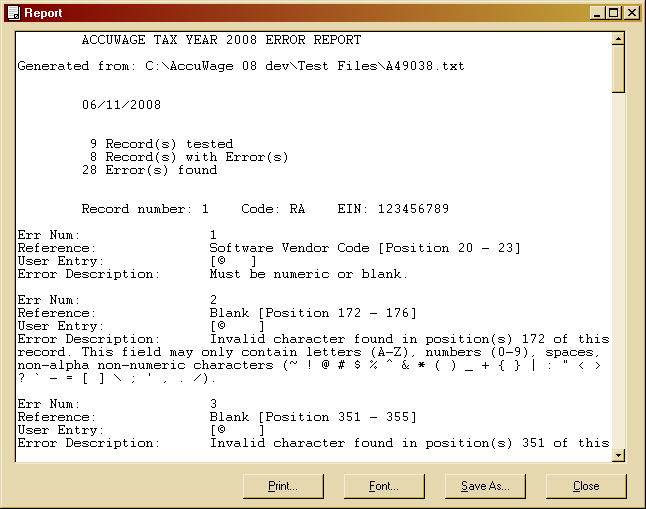 Report
ACCUWAGE TAX YEAR 2008 ERROR REPORT
Generated from: C:\AccuWage 08 dev\Test Files\A49038.txt
06/11/2008
9 Record(s) tested
8 Record(s) with Error(s)
28 Error(s) found
Record number: 1    Code: RA    EIN: 123456789
Err Num:                1
Reference:              Software Vendor Code [Position 20 - 23]
User Entry:             [©   ]
Error Description:      Must be numeric or blank.
Err Num:                2
Reference:              Blank [Position 172 - 176]
User Entry:             [©    ]
Error Description:      Invalid character found in position(s) 172 of this
record. This field may only contain letters (A-Z), numbers (0-9), spaces,
non-alpha non-numeric characters (~ ! @ # $ % ^ & * ( ) _ + { } | : " < >
? ` - = [ ] \ ; ' , . /).
Err Num:                3
Reference:              Blank [Position 351 - 355]
User Entry:             [©    ]
Error Description:      Invalid character found in position(s) 351 of this
Print... Font... Save As... Close